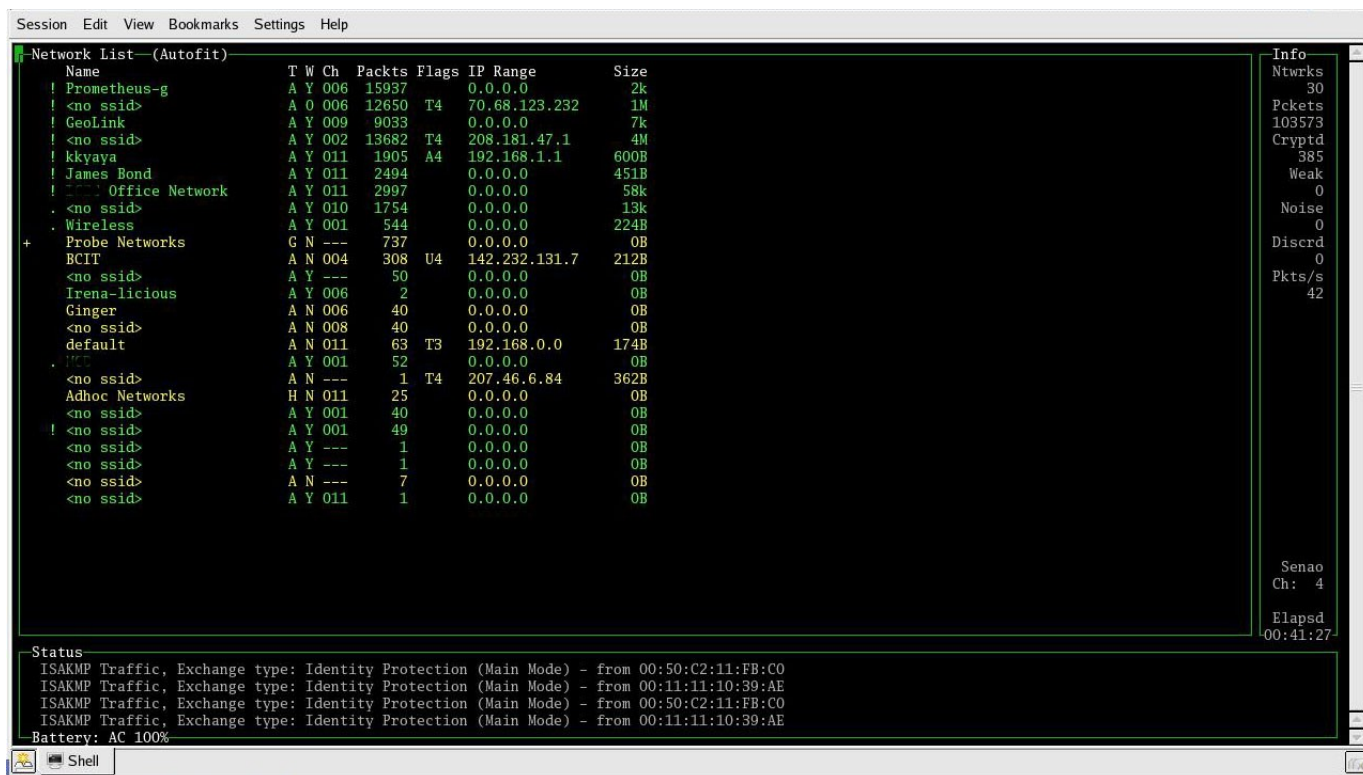 Session Edit View Bookmarks Settings Help
Network List (Autofit)
Name T W Ch Packts Flags IP Range Size
! Prometheus-g A Y 006 15937 0.0.0.0 2k
! <no ssid> A O 006 12650 T4 70.68.123.232 1M
! GeoLink A Y 009 9033 0.0.0.0 7k
! <no ssid> A Y 002 13682 T4 208.181.47.1 4M
! kkyaya A Y 011 1905 A4 192.168.1.1 600B
! James Bond A Y 011 2494 0.0.0.0 451B
! Office Network A Y 011 2997 0.0.0.0 58k
. <no ssid> A Y 010 1754 0.0.0.0 13k
. Wireless A Y 001 544 0.0.0.0 224B
+ Probe Networks G N --- 737 0.0.0.0 0B
BCIT A N 004 308 U4 142.232.131.7 212B
<no ssid> A Y --- 50 0.0.0.0 0B
Irena-licious A Y 006 2 0.0.0.0 0B
Ginger A N 006 40 0.0.0.0 0B
<no ssid> A N 008 40 0.0.0.0 0B
default A N 011 63 T3 192.168.0.0 174B
. A Y 001 52 0.0.0.0 0B
<no ssid> A N --- 1 T4 207.46.6.84 362B
Adhoc Networks H N 011 25 0.0.0.0 0B
<no ssid> A Y 001 40 0.0.0.0 0B
! <no ssid> A Y 001 49 0.0.0.0 0B
<no ssid> A Y --- 1 0.0.0.0 0B
<no ssid> A Y --- 1 0.0.0.0 0B
<no ssid> A N --- 7 0.0.0.0 0B
<no ssid> A Y 011 1 0.0.0.0 0B
Info
Ntwrks
30
Pckets
103573
Cryptd
385
Weak
0
Noise
0
Discrd
0
Pkts/s
42
Senao
Ch: 4
Elapsd
00:41:27
Status
ISAKMP Traffic, Exchange type: Identity Protection (Main Mode) - from 00:50:C2:11:FB:C0
ISAKMP Traffic, Exchange type: Identity Protection (Main Mode) - from 00:11:11:10:39:AE
ISAKMP Traffic, Exchange type: Identity Protection (Main Mode) - from 00:50:C2:11:FB:C0
ISAKMP Traffic, Exchange type: Identity Protection (Main Mode) - from 00:11:11:10:39:AE
Battery: AC 100%
Shell